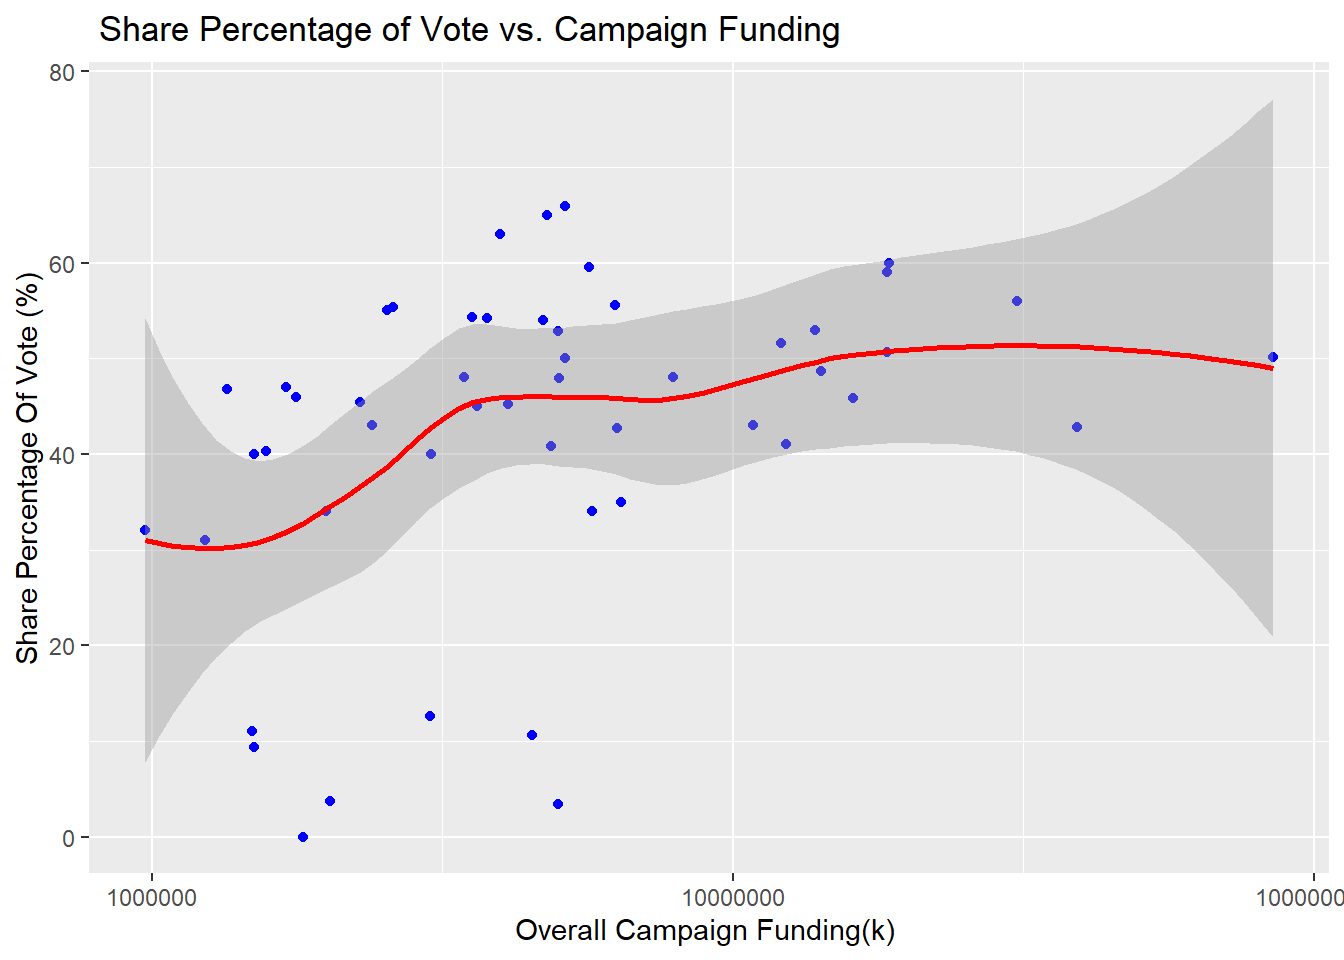 Share Percentage of Vote vs. Campaign Funding
Share Percentage Of Vote (%)
80
60
40
20
0
1000000
10000000
1000000
Overall Campaign Funding(k)